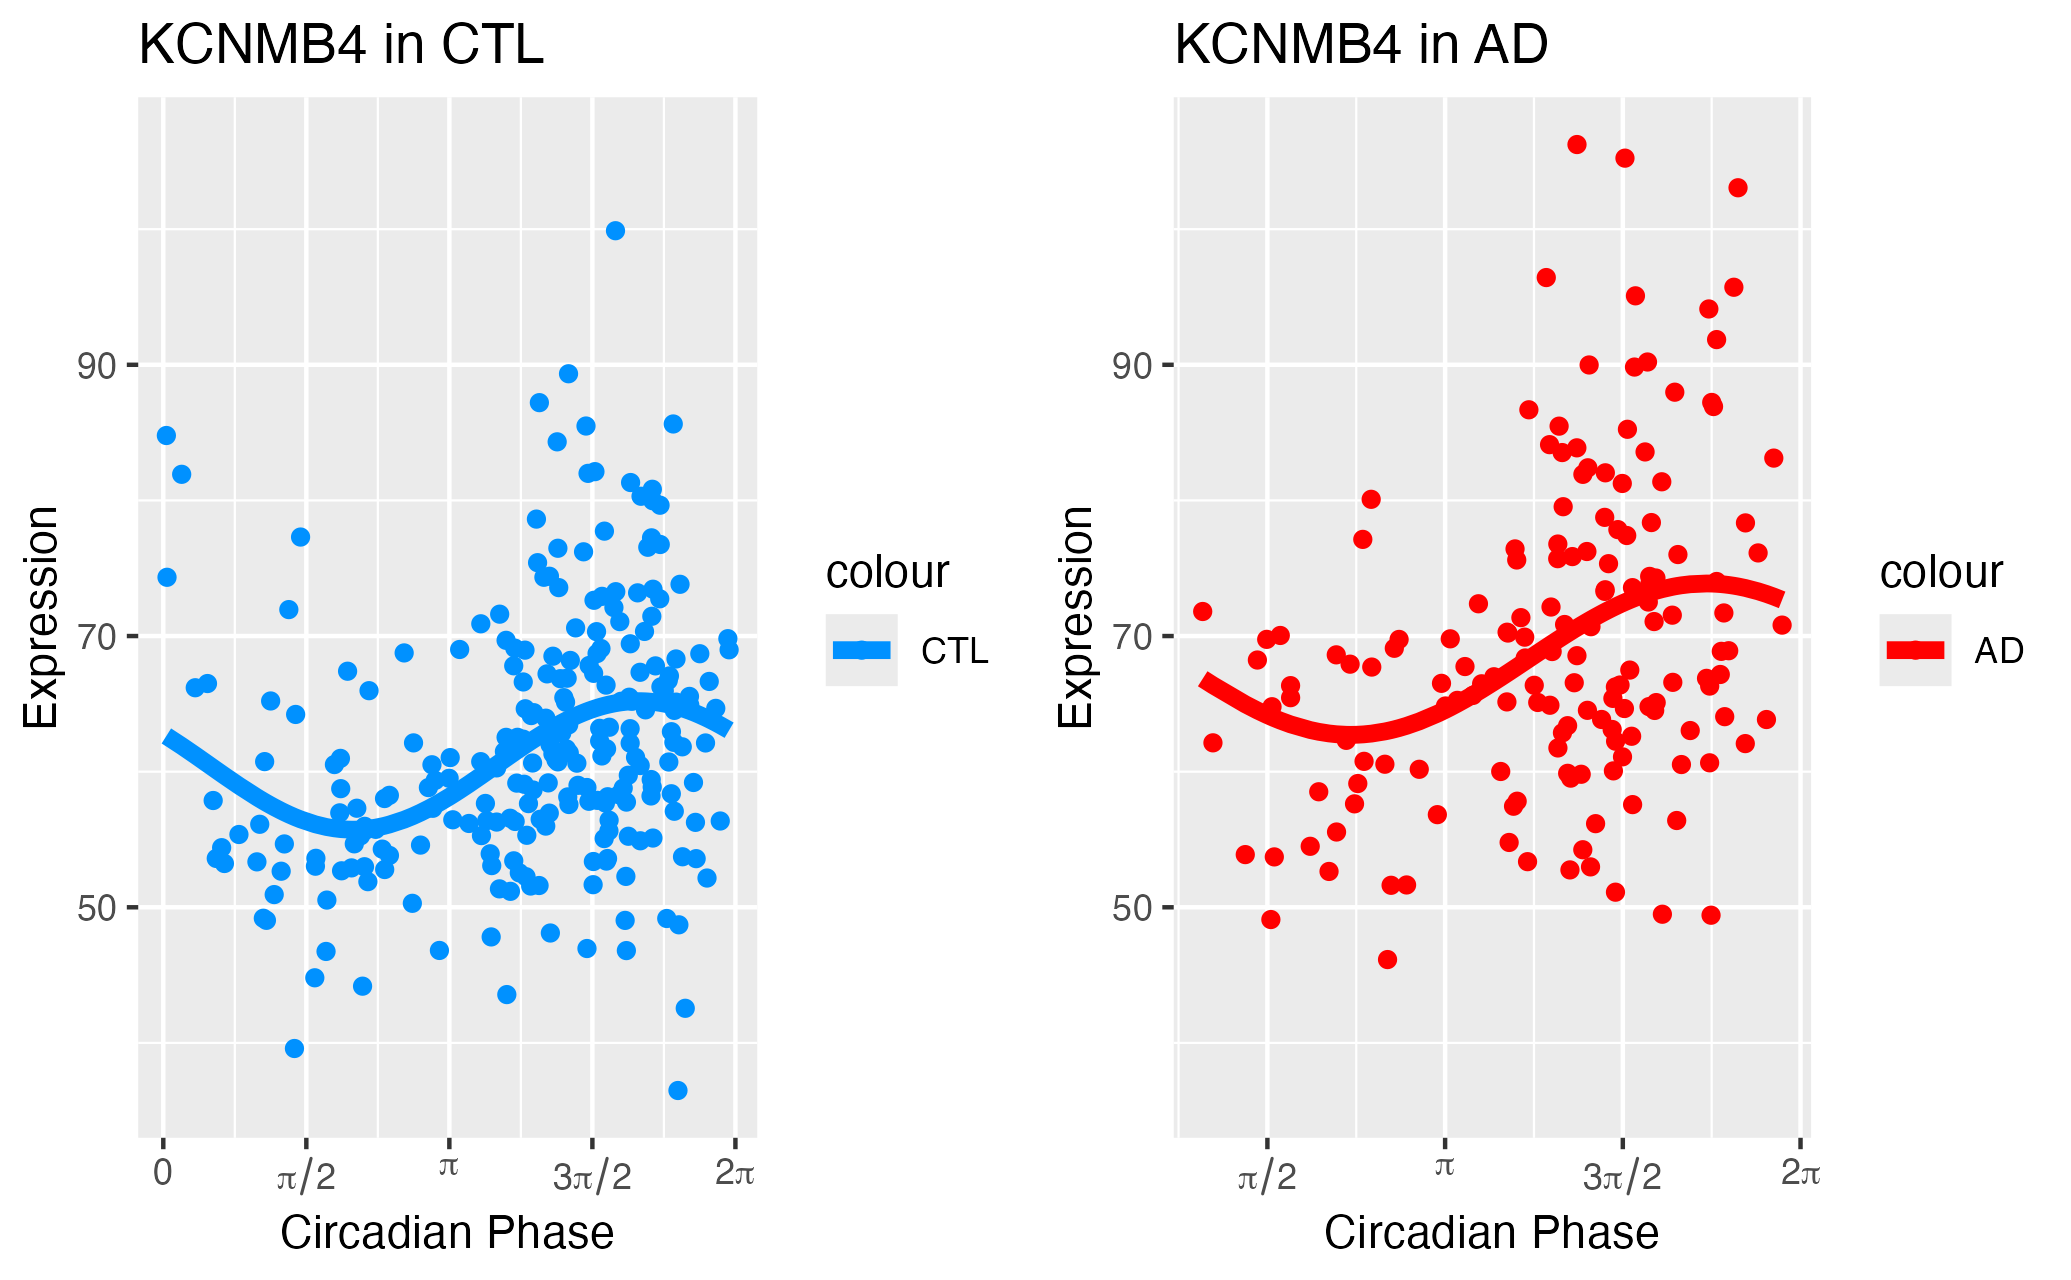 KCNMB4 in CTL
Expression
90
70
50
0
π/2
π
3π/2
2π
Circadian Phase
colour
CTL
KCNMB4 in AD
Expression
90
70
50
π/2
π
3π/2
2π
Circadian Phase
colour
AD